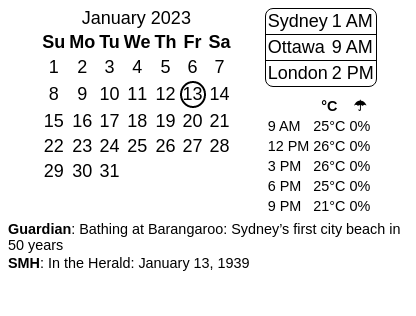 January 2023
Su Mo Tu We Th Fr Sa
1 2 3 4 5 6 7
8 9 10 11 12 13 14
15 16 17 18 19 20 21
22 23 24 25 26 27 28
29 30 31
Sydney 1 AM
Ottawa 9 AM
London 2 PM
°C ☂
9 AM 25°C 0%
12 PM 26°C 0%
3 PM 26°C 0%
6 PM 25°C 0%
9 PM 21°C 0%
Guardian: Bathing at Barangaroo: Sydney’s first city beach in
50 years
SMH: In the Herald: January 13, 1939